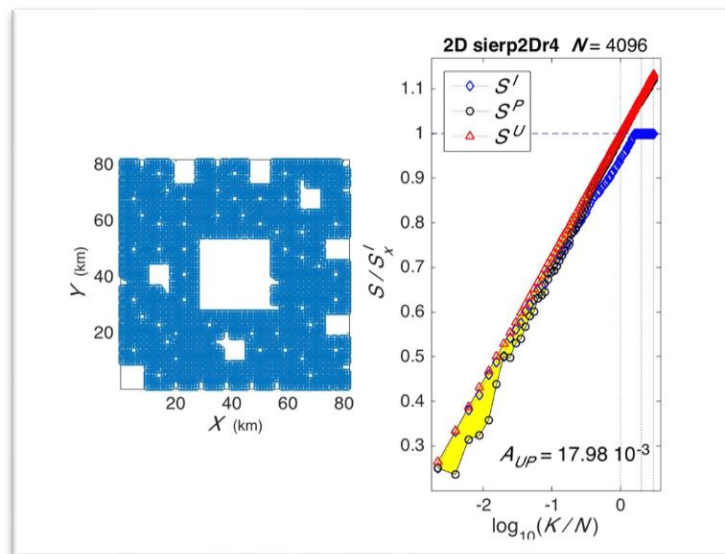 2D sierp2Dr4 N = 4096
S^I
S^P
S^U
1.1
1
0.9
0.8
0.7
0.6
0.5
0.4
0.3
S / S_x^I
A_UP = 17.98 10^-3
-2 -1 0
log_10(K / N)
80
60
40
20
Y (km)
20 40 60 80
X (km)